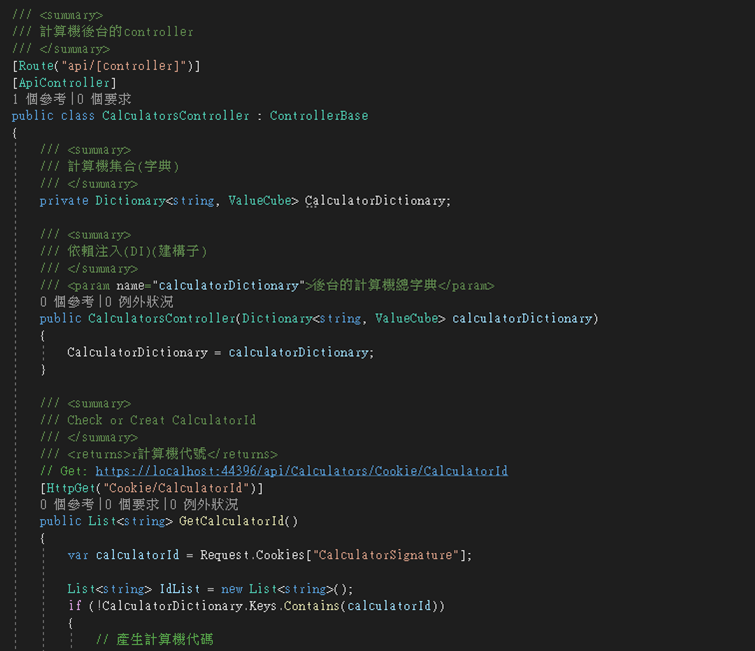 /// <summary>
/// 計算機後台的Controller
/// </summary>
[Route("api/[controller]")]
[ApiController]
1 個參考|0 個要求
public class CalculatorsController : ControllerBase
{
/// <summary>
/// 計算機集合(字典)
/// </summary>
private Dictionary<string, ValueCube> CalculatorDictionary;
/// <summary>
/// 依賴注入(DI)(建構子)
/// </summary>
/// <param name="calculatorDictionary">後台的計算機總字典</param>
0 個參考|0 例外狀況
public CalculatorsController(Dictionary<string, ValueCube> calculatorDictionary)
{
CalculatorDictionary = calculatorDictionary;
}
/// <summary>
/// Check or Creat CalculatorId
/// </summary>
/// <returns>r計算機代號</returns>
// Get: https://localhost:44396/api/Calculators/Cookie/CalculatorId
[HttpGet("Cookie/CalculatorId")]
0 個參考|0 個要求|0 例外狀況
public List<string> GetCalculatorId()
{
var calculatorId = Request.Cookies["CalculatorSignature"];
List<string> IdList = new List<string>();
if (!CalculatorDictionary.Keys.Contains(calculatorId))
{
// 產生計算機代碼